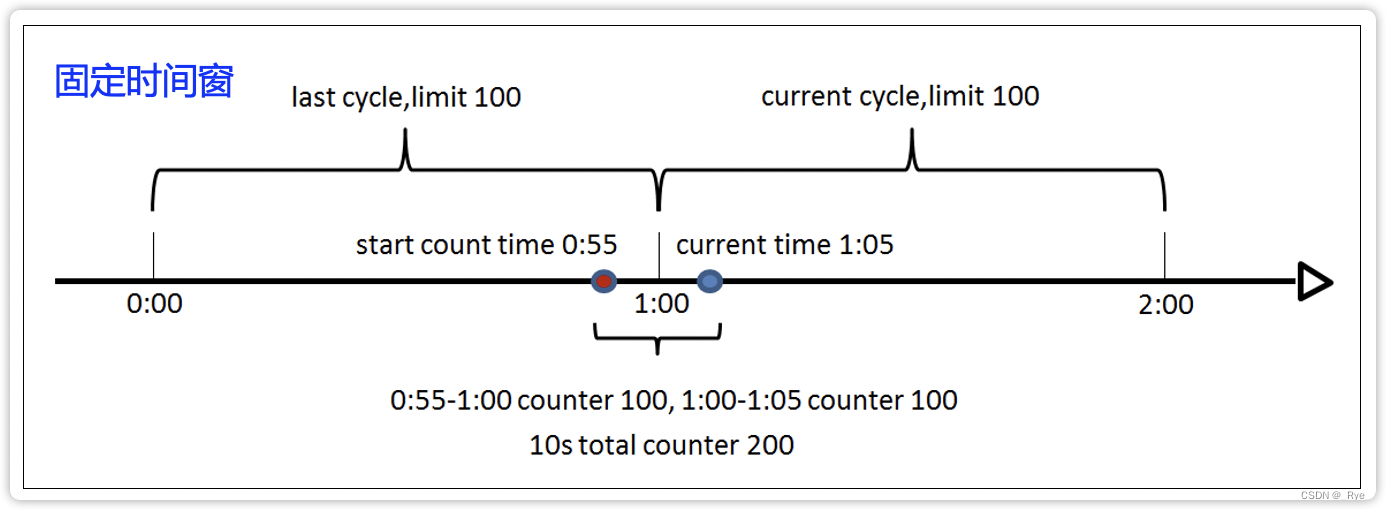 固定时间窗
last cycle,limit 100
current cycle,limit 100
start count time 0:55
current time 1:05
0:00
1:00
2:00
0:55-1:00 counter 100, 1:00-1:05 counter 100
10s total counter 200
CSDN @_Rye